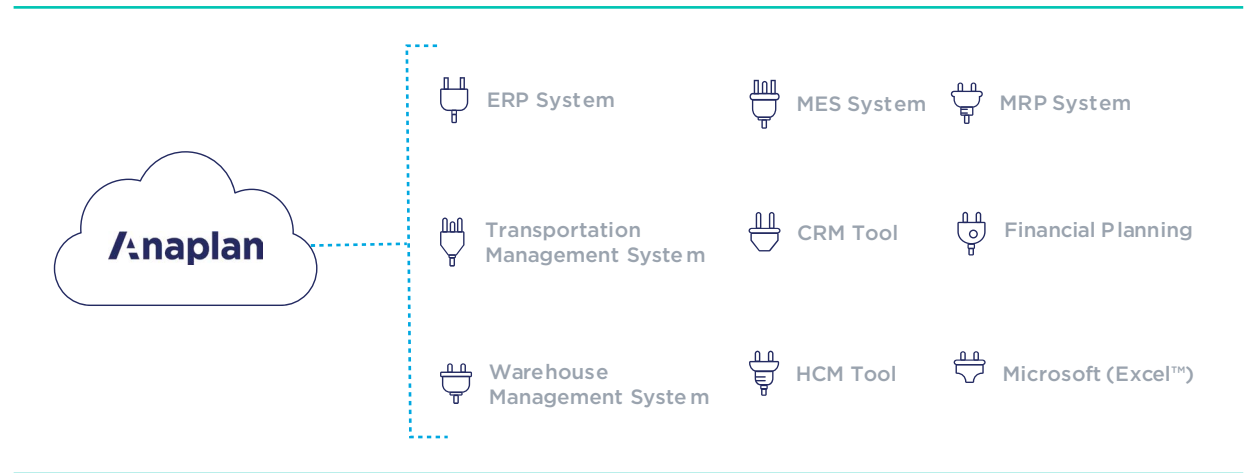 Anaplan
ERP System
MES System
MRP System
Transportation
Management System
CRM Tool
Financial Planning
Warehouse
Management System
HCM Tool
Microsoft (Excel™)